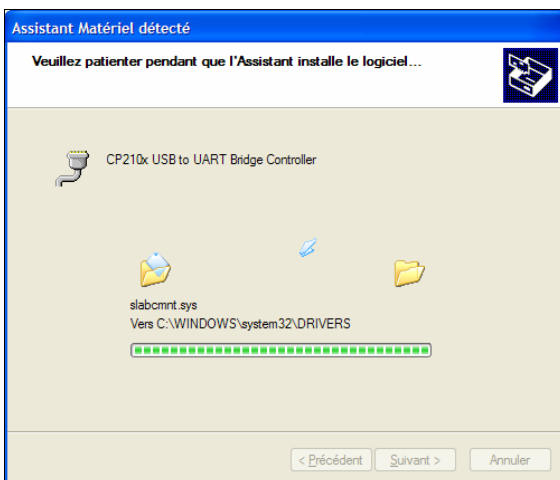 Assistant Matériel détecté
Veuillez patienter pendant que l'Assistant installe le logiciel...
CP210x USB to UART Bridge Controller
slabcmnt.sys
Vers C:\WINDOWS\system32\DRIVERS
< Précédent Suivant > Annuler